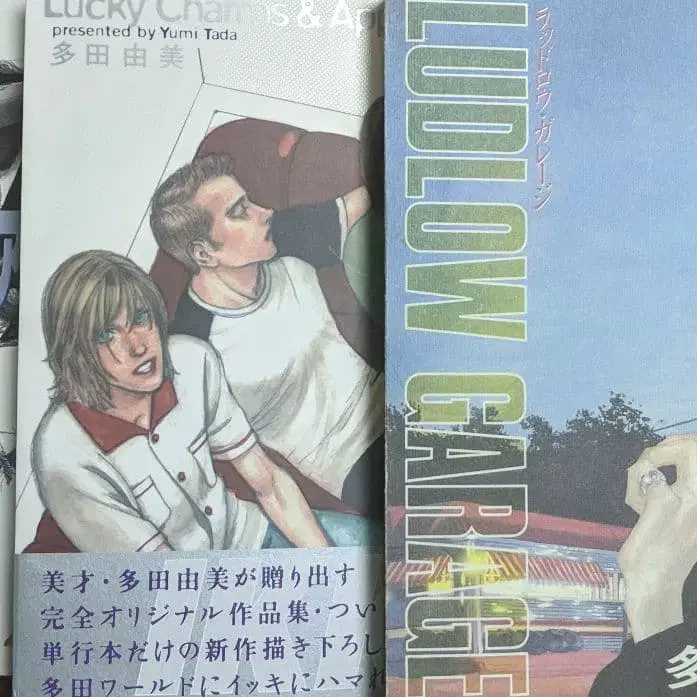 Lucky Charms & Ap
presented by Yumi Tada
多田由美
美才・多田由美が贈り出す
完全オリジナル作品集・つい
単行本だけの新作描き下ろし
多田ワールドにイッキにハマれ
LUDLOW GARAGE
ラッドロウ・ガレージ
多